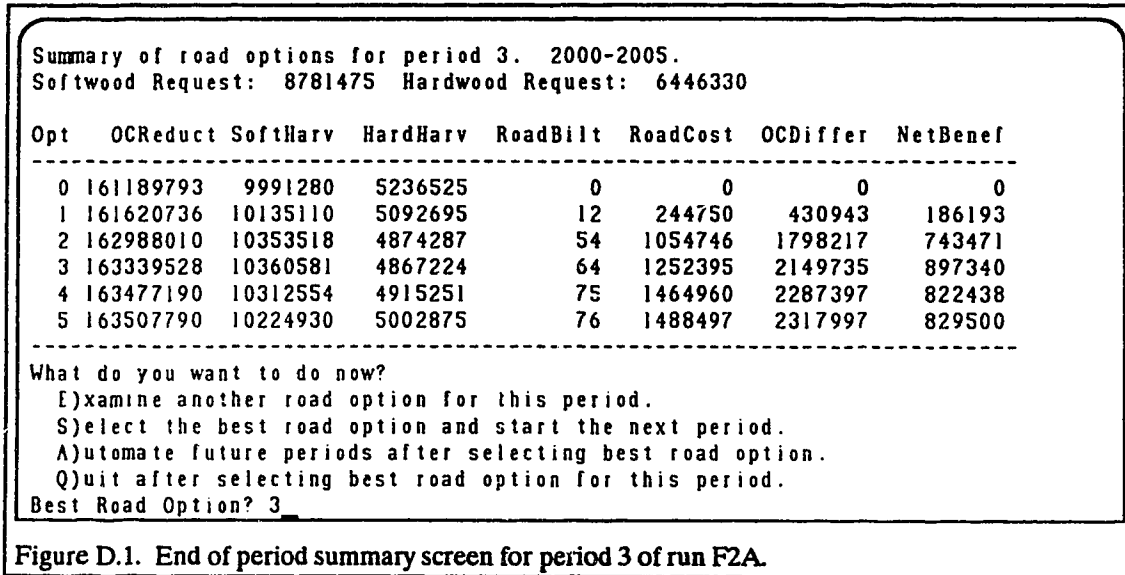 Summary of road options for period 3.  2000-2005.
Softwood Request:  8781475  Hardwood Request:  6446330
Opt  OCReduct  SoftHarv  HardHarv  RoadBilt  RoadCost  OCDiffer  NetBenef
--------------------------------------------------------------------------------
0  161189793  9991280  5236525  0  0  0  0
1  161620736  10135110  5092695  12  244750  430943  186193
2  162988010  10353518  4874287  54  1054746  1798217  743471
3  163339528  10360581  4867224  64  1252395  2149735  897340
4  163477190  10312554  4915251  75  1464960  2287397  822438
5  163507790  10224930  5002875  76  1488497  2317997  829500
--------------------------------------------------------------------------------
What do you want to do now?
E)xamine another road option for this period.
S)elect the best road option and start the next period.
A)utomate future periods after selecting best road option.
Q)uit after selecting best road option for this period.
Best Road Option? 3_
Figure D.1. End of period summary screen for period 3 of run F2A.